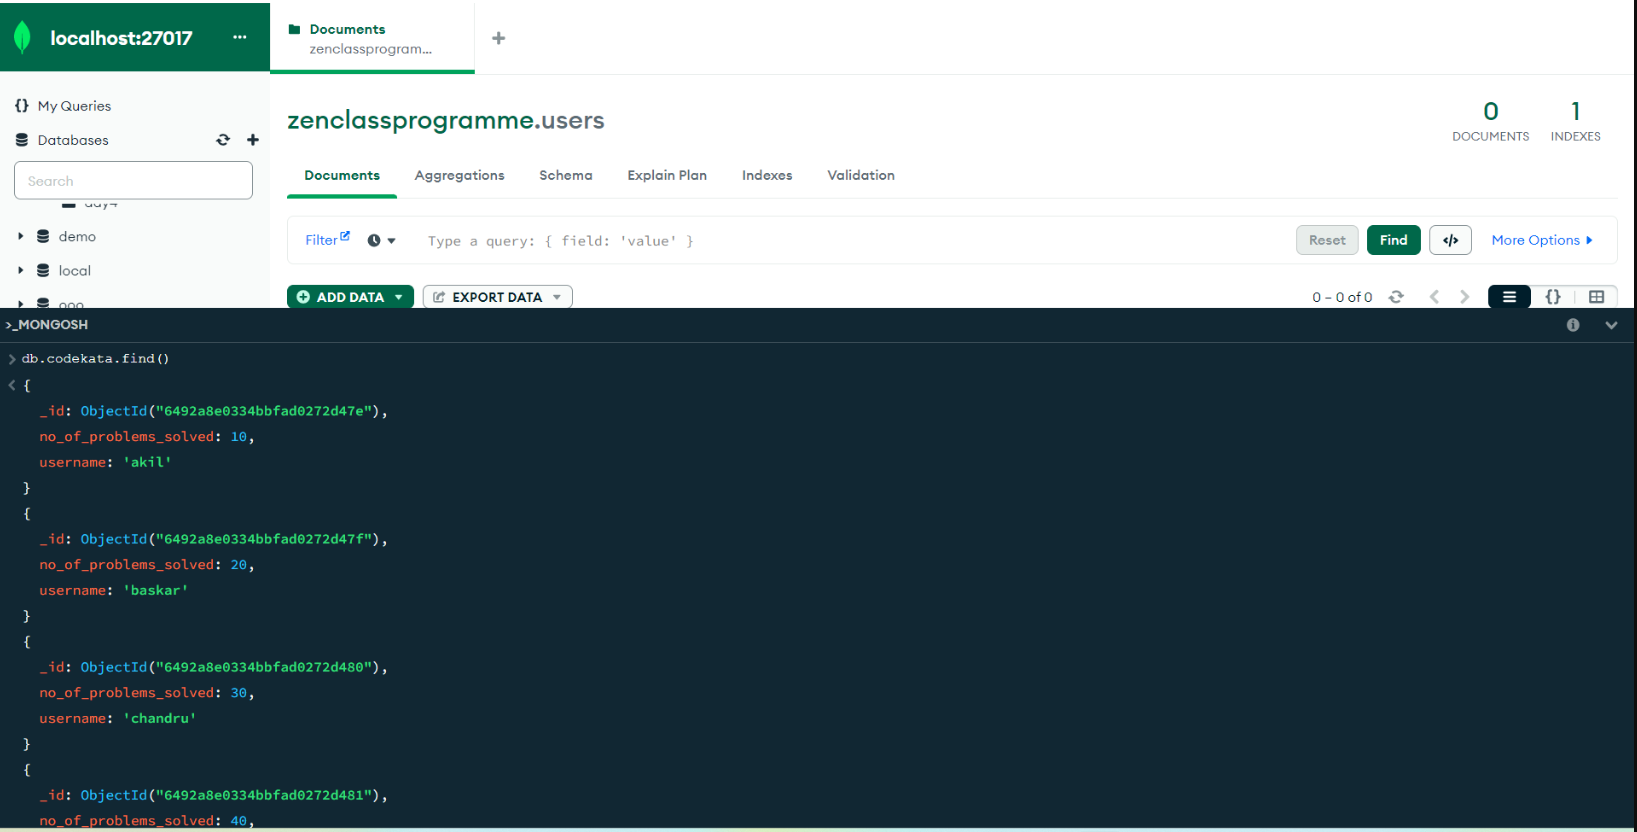 localhost:27017 ...
Documents
zenclassprogram...
My Queries
Databases
Search
day4
demo
local
zenclassprogramme.users
0
DOCUMENTS
1
INDEXES
Documents Aggregations Schema Explain Plan Indexes Validation
Filter Type a query: { field: 'value' } Reset Find </> More Options
ADD DATA EXPORT DATA 0 – 0 of 0 {}
>_MONGOSH
> db.codekata.find()
< {
_id: ObjectId("6492a8e0334bbfad0272d47e"),
no_of_problems_solved: 10,
username: 'akil'
}
{
_id: ObjectId("6492a8e0334bbfad0272d47f"),
no_of_problems_solved: 20,
username: 'baskar'
}
{
_id: ObjectId("6492a8e0334bbfad0272d480"),
no_of_problems_solved: 30,
username: 'chandru'
}
{
_id: ObjectId("6492a8e0334bbfad0272d481"),
no_of_problems_solved: 40,